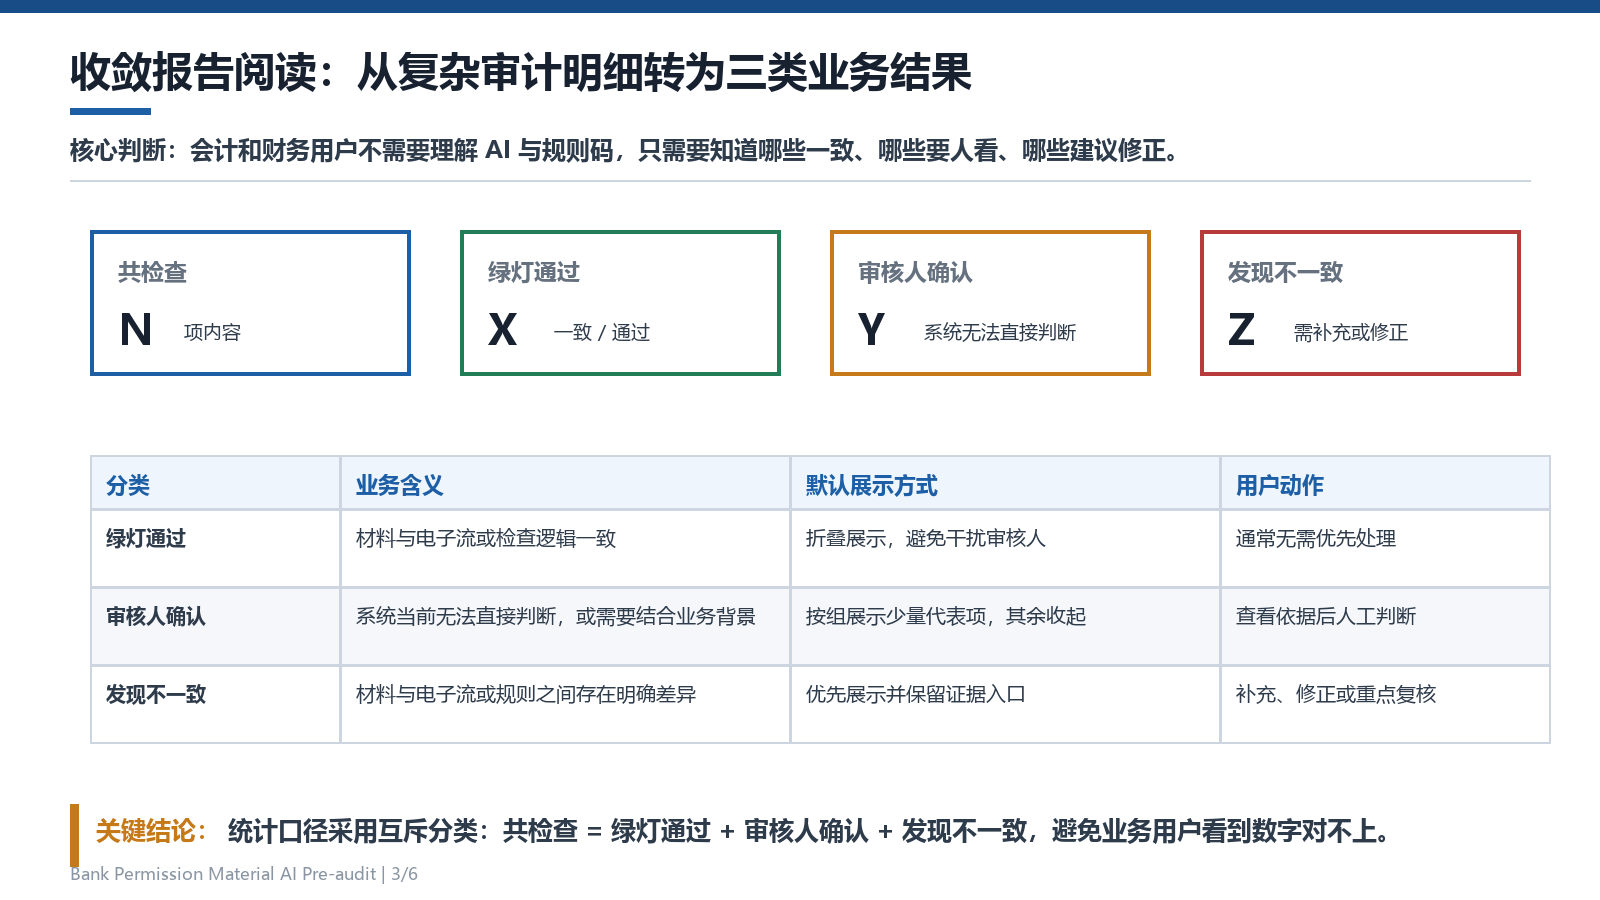 收敛报告阅读：从复杂审计明细转为三类业务结果
核心判断：会计和财务用户不需要理解 AI 与规则码，只需要知道哪些一致、哪些要人看、哪些建议修正。
共检查
N 项内容
绿灯通过
X 一致 / 通过
审核人确认
Y 系统无法直接判断
发现不一致
Z 需补充或修正
分类 业务含义 默认展示方式 用户动作
绿灯通过 材料与电子流或检查逻辑一致 折叠展示，避免干扰审核人 通常无需优先处理
审核人确认 系统当前无法直接判断，或需要结合业务背景 按组展示少量代表项，其余收起 查看依据后人工判断
发现不一致 材料与电子流或规则之间存在明确差异 优先展示并保留证据入口 补充、修正或重点复核
关键结论： 统计口径采用互斥分类：共检查 = 绿灯通过 + 审核人确认 + 发现不一致，避免业务用户看到数字对不上。
Bank Permission Material AI Pre-audit | 3/6